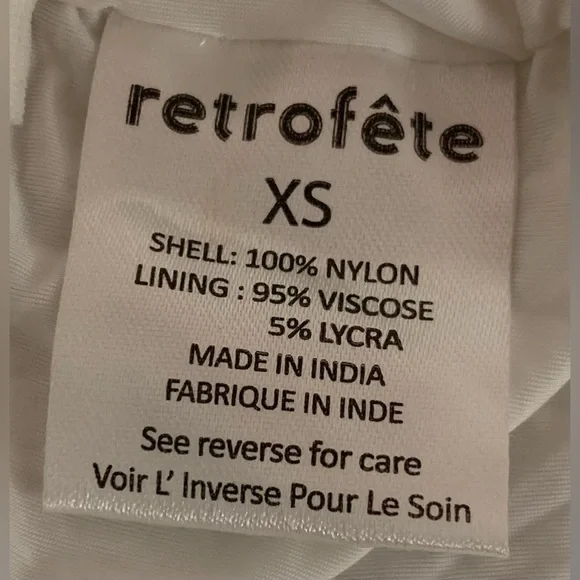 retrofête
XS
SHELL: 100% NYLON
LINING : 95% VISCOSE
5% LYCRA
MADE IN INDIA
FABRIQUE IN INDE
See reverse for care
Voir L’ Inverse Pour Le Soin